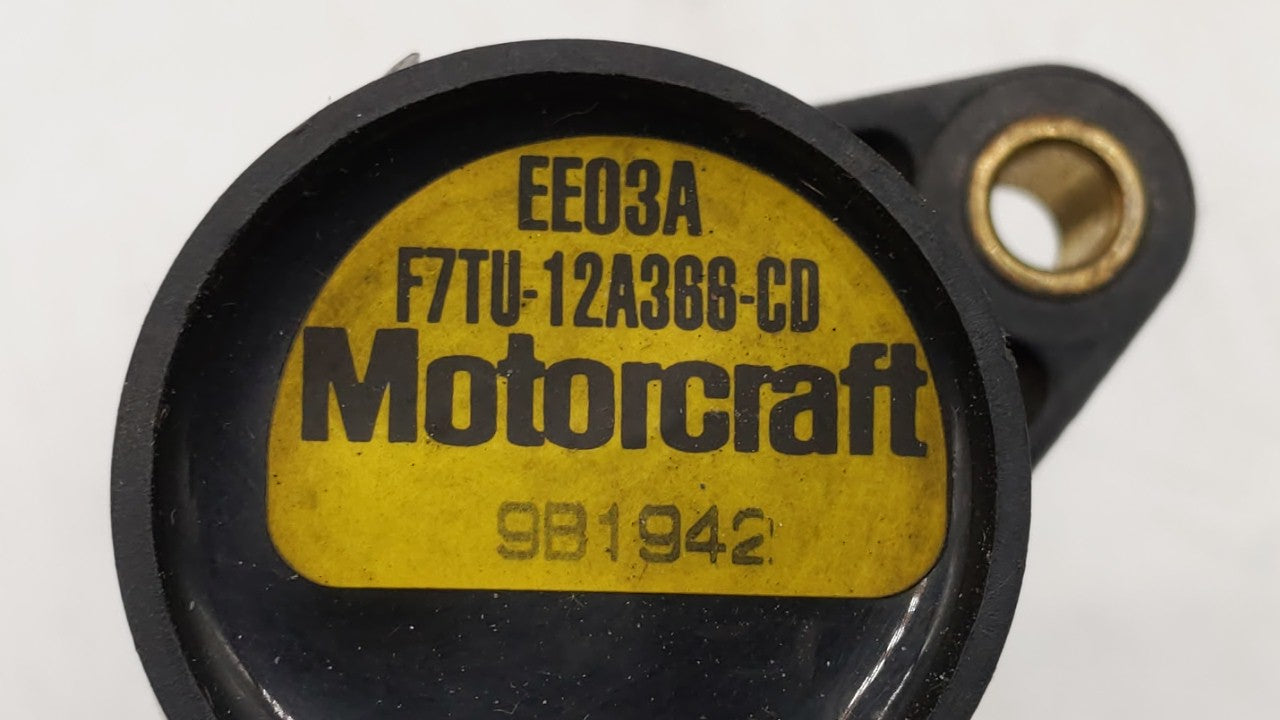 EE03A
F7TU-12A366-CD
Motorcraft
9B1942